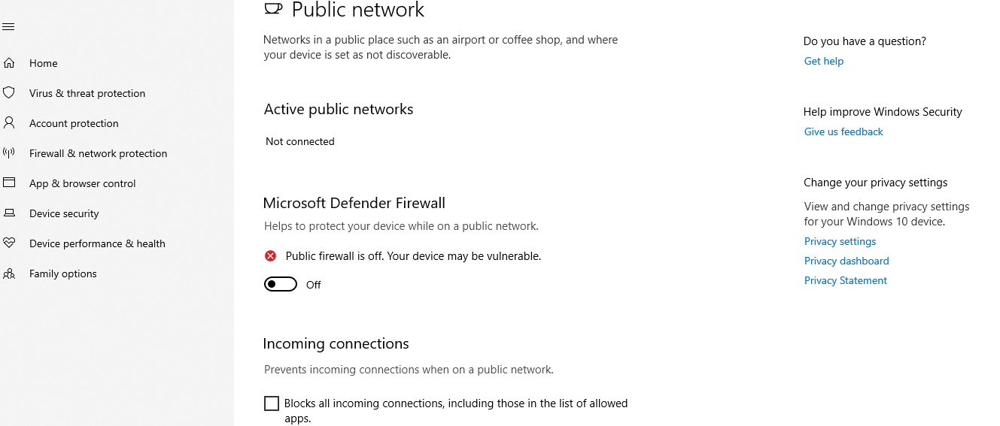 Public network
Networks in a public place such as an airport or coffee shop, and where
your device is set as not discoverable.
Home
Virus & threat protection
Account protection
Firewall & network protection
App & browser control
Device security
Device performance & health
Family options
Active public networks
Not connected
Microsoft Defender Firewall
Helps to protect your device while on a public network.
Public firewall is off. Your device may be vulnerable.
Off
Incoming connections
Prevents incoming connections when on a public network.
Blocks all incoming connections, including those in the list of allowed
apps.
Do you have a question?
Get help
Help improve Windows Security
Give us feedback
Change your privacy settings
View and change privacy settings
for your Windows 10 device.
Privacy settings
Privacy dashboard
Privacy Statement